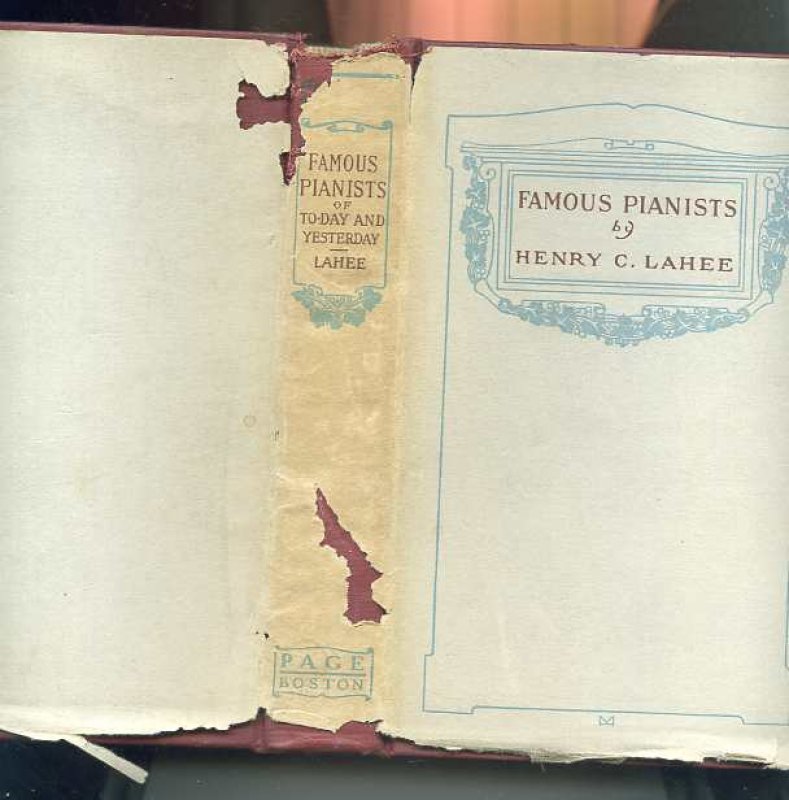 FAMOUS
PIANISTS
OF
TO-DAY AND
YESTERDAY
LAHEE
PAGE
BOSTON
FAMOUS PIANISTS
by
HENRY C. LAHEE